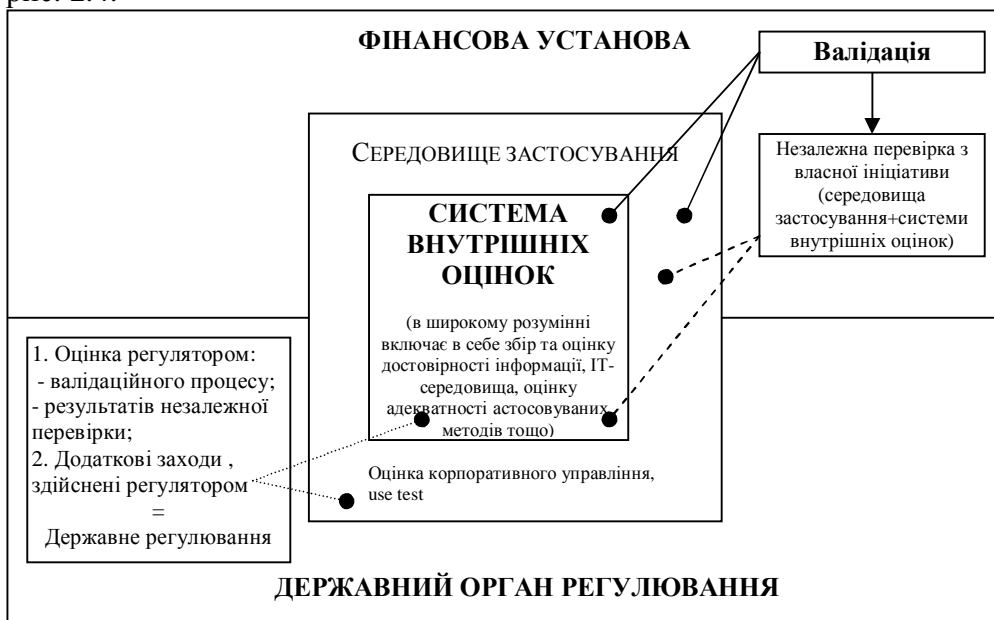 рис. 2.4.
ФІНАНСОВА УСТАНОВА
Валідація
СЕРЕДОВИЩЕ ЗАСТОСУВАННЯ
Незалежна перевірка з
власної ініціативи
(середовища
застосування+системи
внутрішніх оцінок)
СИСТЕМА
ВНУТРІШНІХ
ОЦІНОК
(в широкому розумінні
включає в себе збір та оцінку
достовірності інформації, ІТ-
середовища, оцінку
адекватності астосовуваних
методів тощо)
1. Оцінка регулятором:
- валідаційного процесу;
- результатів незалежної
перевірки;
2. Додаткові заходи ,
здійснені регулятором
=
Державне регулювання
Оцінка корпоративного управління,
use test
ДЕРЖАВНИЙ ОРГАН РЕГУЛЮВАННЯ